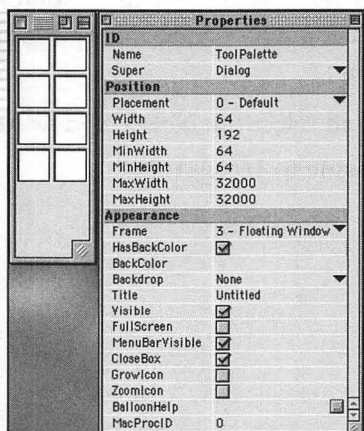 Properties
ID
Name ToolPalette
Super Dialog
Position
Placement 0 - Default
Width 64
Height 192
MinWidth 64
MinHeight 64
MaxWidth 32000
MaxHeight 32000
Appearance
Frame 3 - Floating Window
HasBackColor
BackColor
Backdrop None
Title Untitled
Visible
FullScreen
MenuBarVisible
CloseBox
GrowIcon
ZoomIcon
BalloonHelp
MacProcID 0